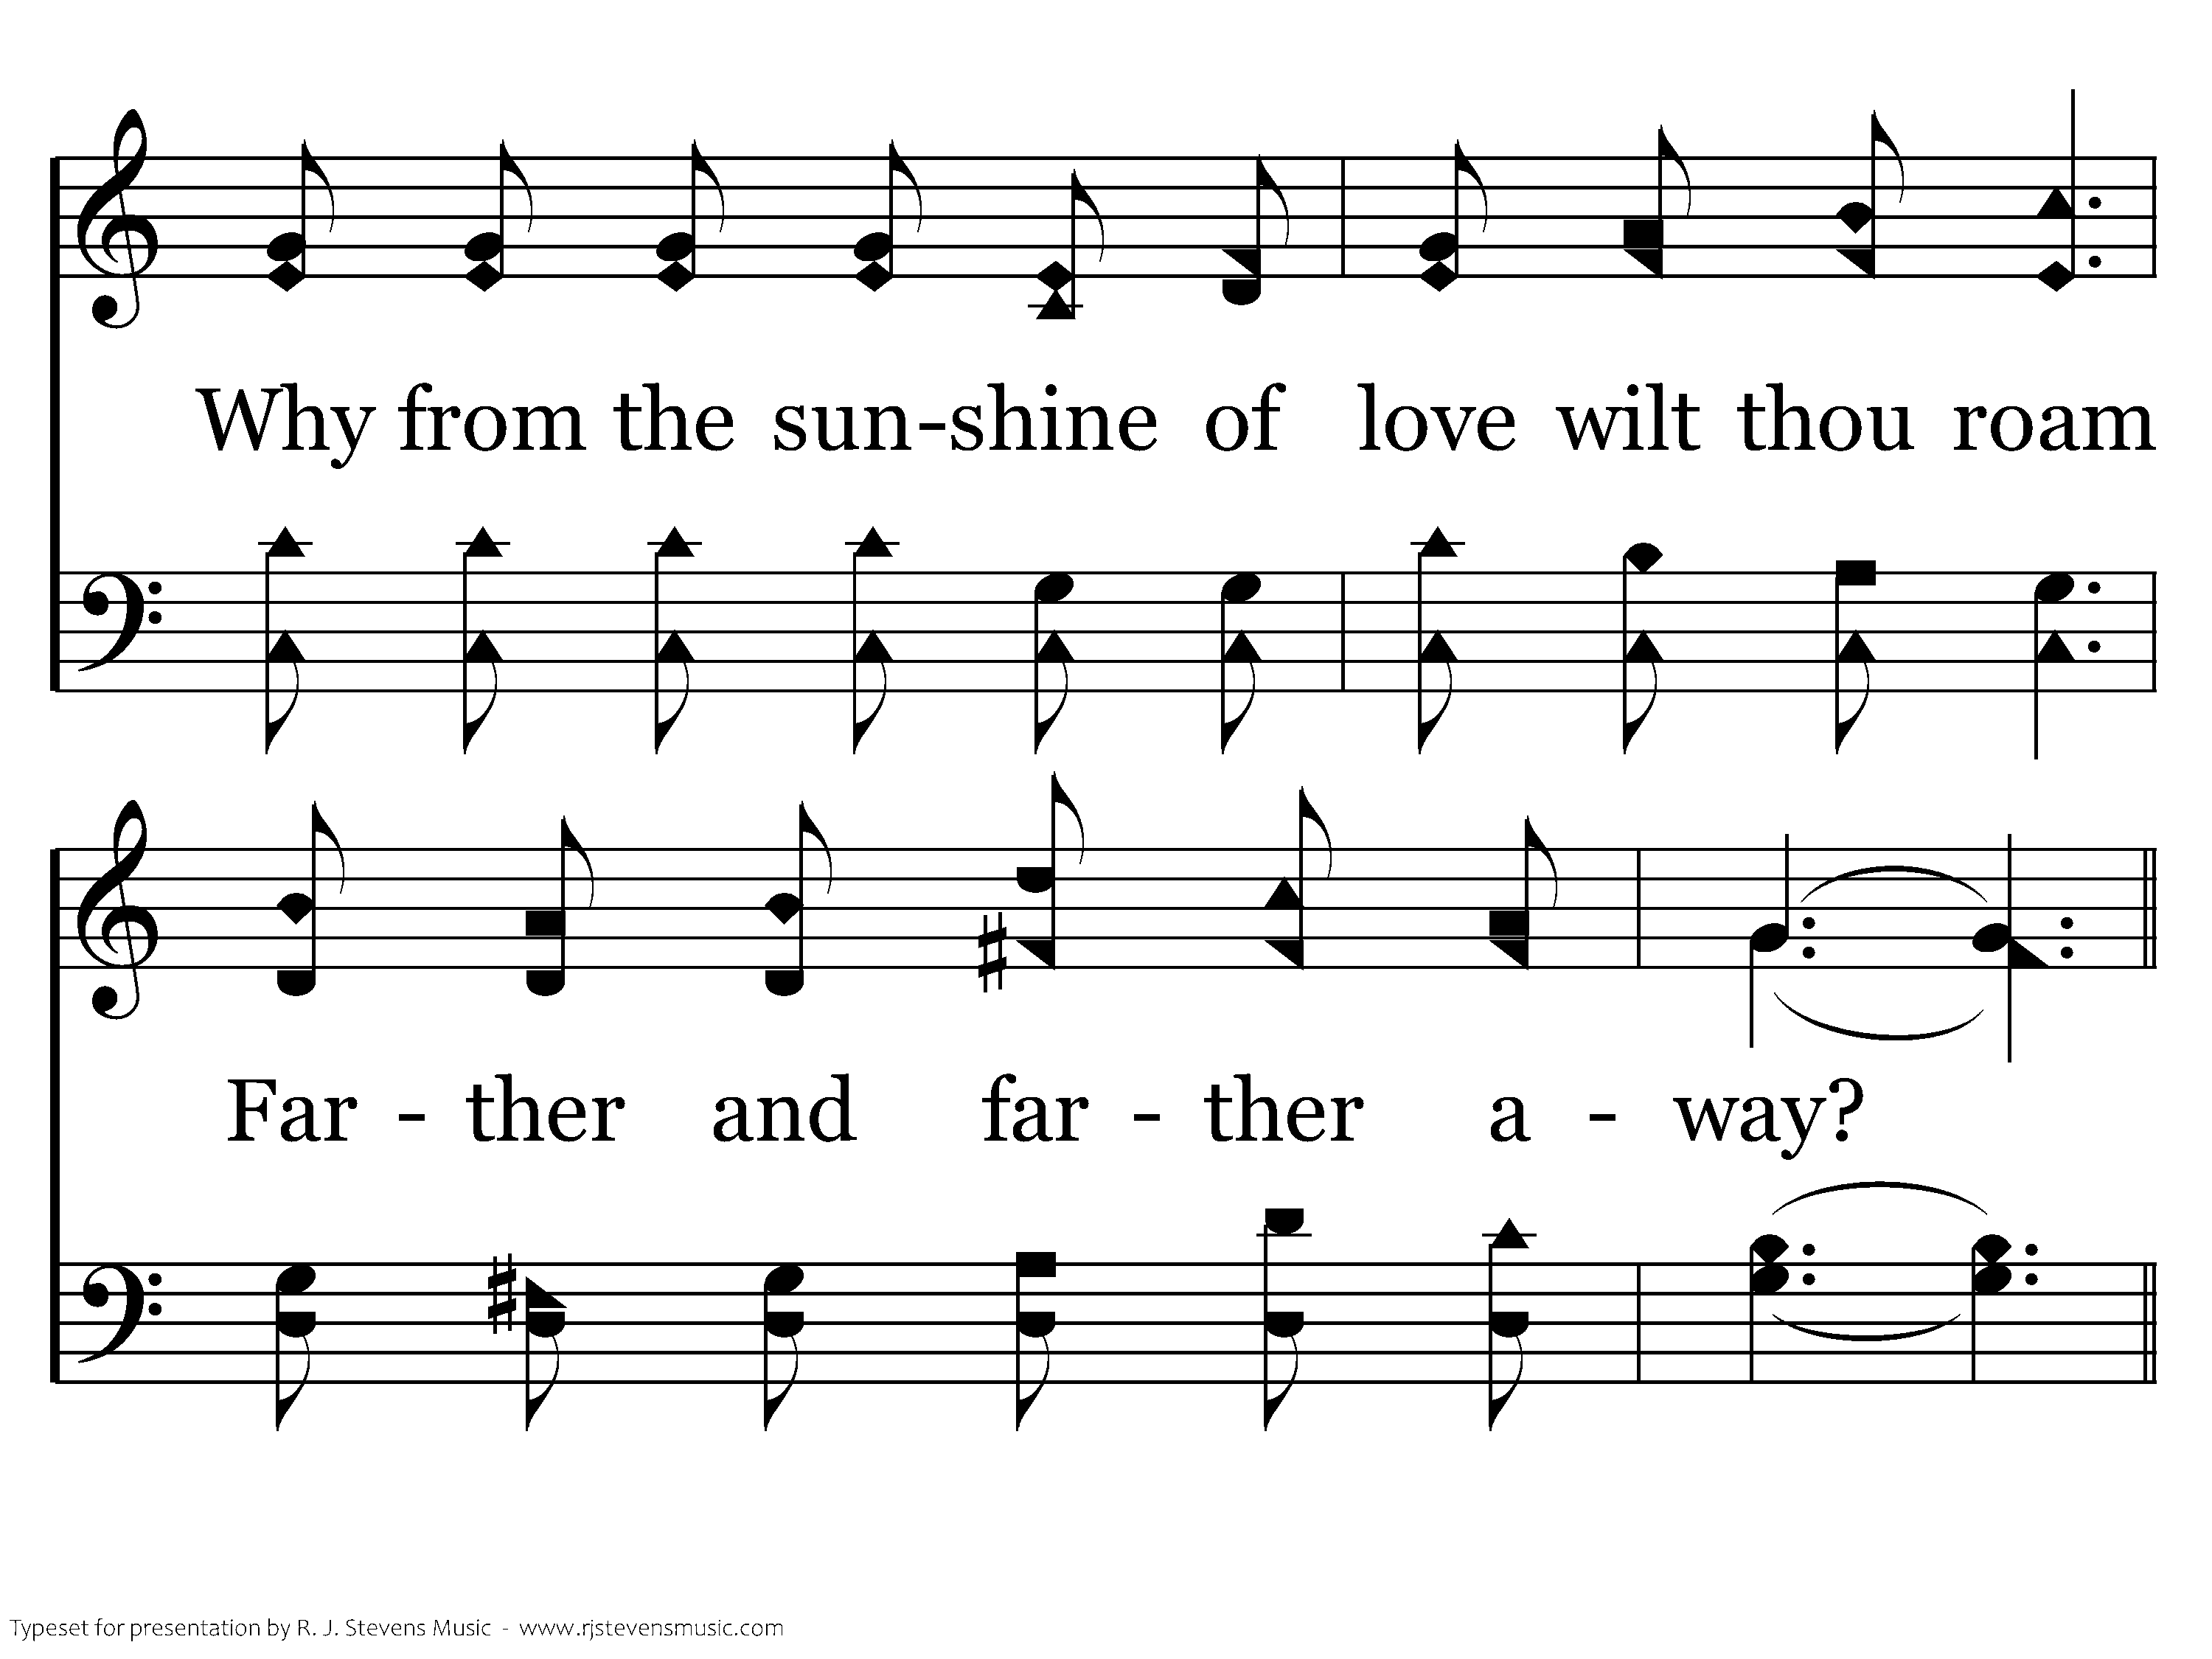 Why from the sun-shine of love wilt thou roam
Far - ther and far - ther a - way?
Typeset for presentation by R. J. Stevens Music - www.rjstevensmusic.com